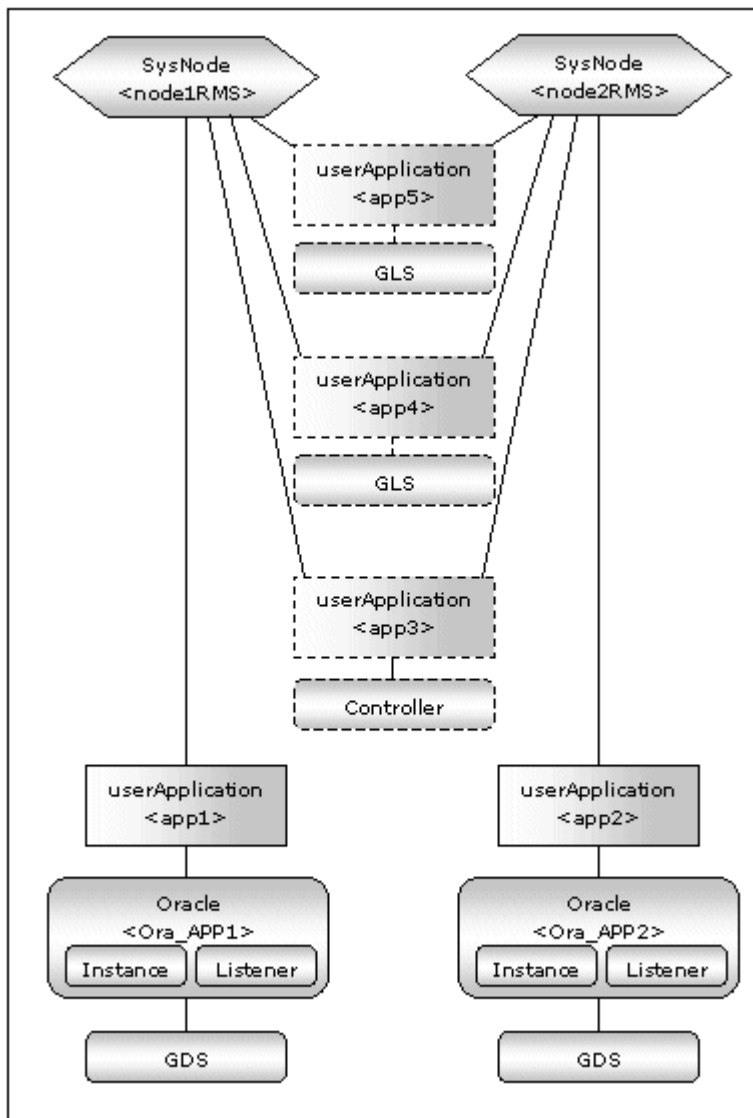 SysNode
<node1RMS>
SysNode
<node2RMS>
userApplication
<app5>
GLS
userApplication
<app4>
GLS
userApplication
<app3>
Controller
userApplication
<app1>
userApplication
<app2>
Oracle
<Ora_APP1>
Instance
Listener
Oracle
<Ora_APP2>
Instance
Listener
GDS
GDS